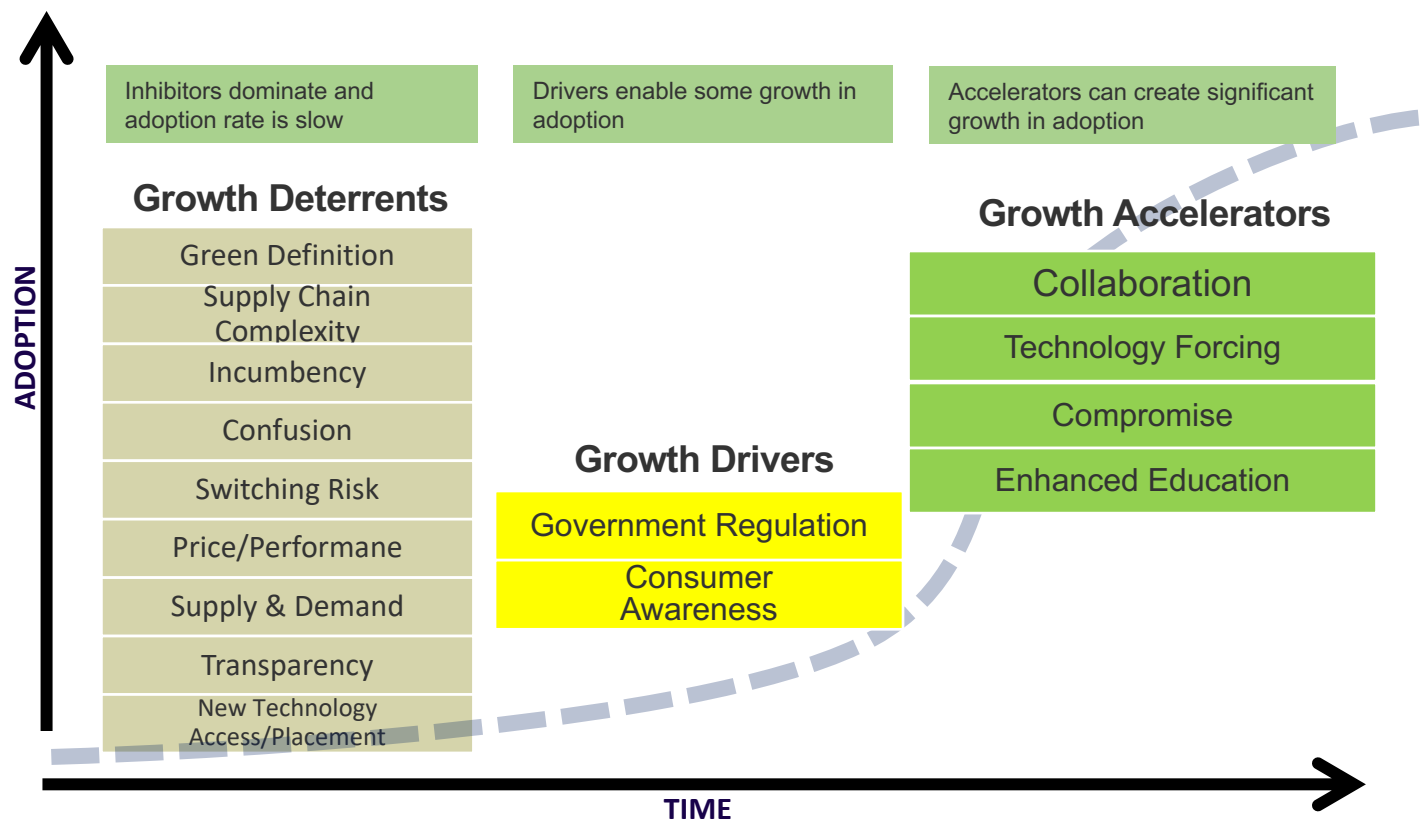 Inhibitors dominate and
adoption rate is slow
Drivers enable some growth in
adoption
Accelerators can create significant
growth in adoption
Growth Deterrents
Green Definition
Supply Chain
Complexity
Incumbency
Confusion
Switching Risk
Price/Performane
Supply & Demand
Transparency
New Technology
Access/Placement
Growth Drivers
Government Regulation
Consumer
Awareness
Growth Accelerators
Collaboration
Technology Forcing
Compromise
Enhanced Education
ADOPTION
TIME